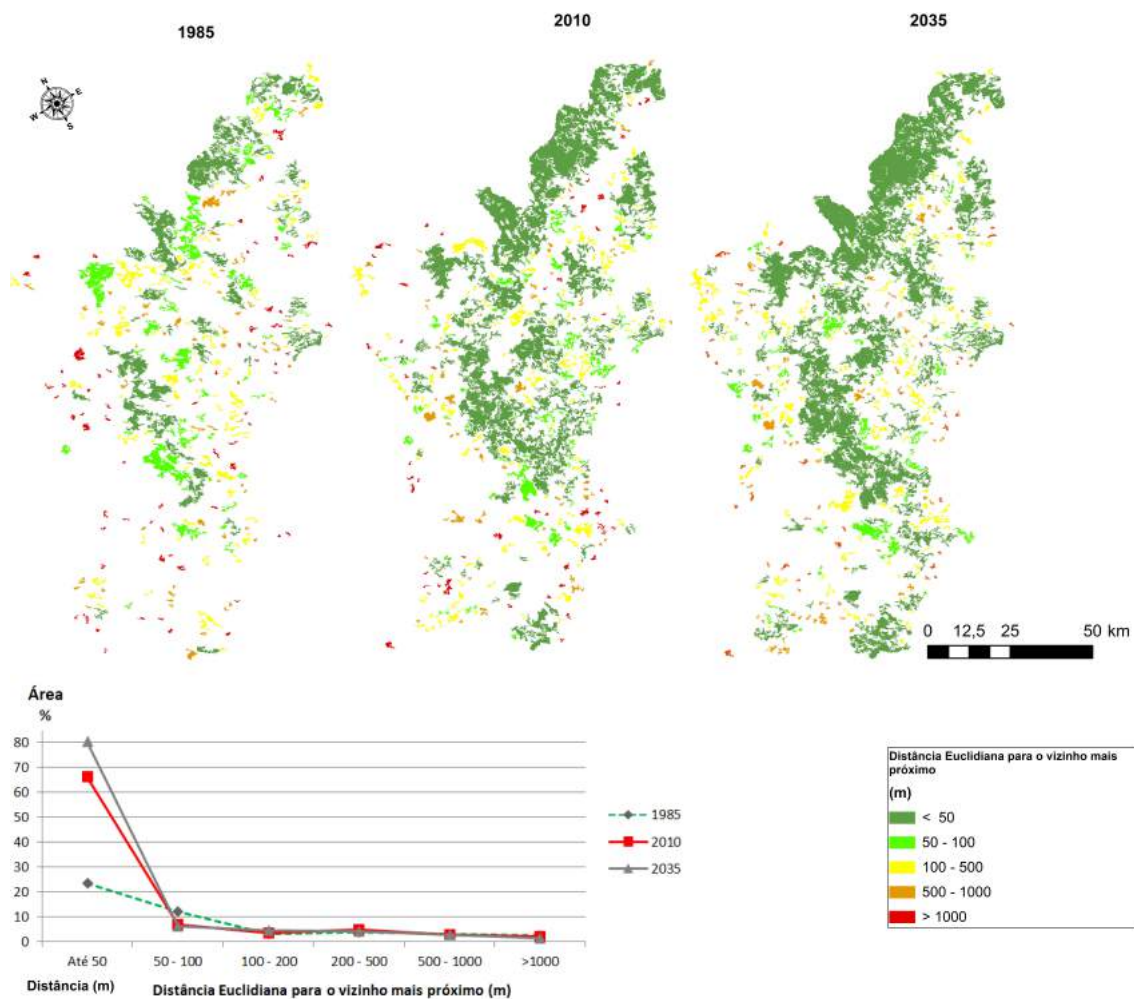 1985
2010
2035
N
E
S
W
0 12,5 25 50 km
Área
%
80
70
60
50
40
30
20
10
0
Até 50
50 - 100
100 - 200
200 - 500
500 - 1000
>1000
Distância (m)
Distância Euclidiana para o vizinho mais próximo (m)
1985
2010
2035
Distância Euclidiana para o vizinho mais
próximo
(m)
< 50
50 - 100
100 - 500
500 - 1000
> 1000